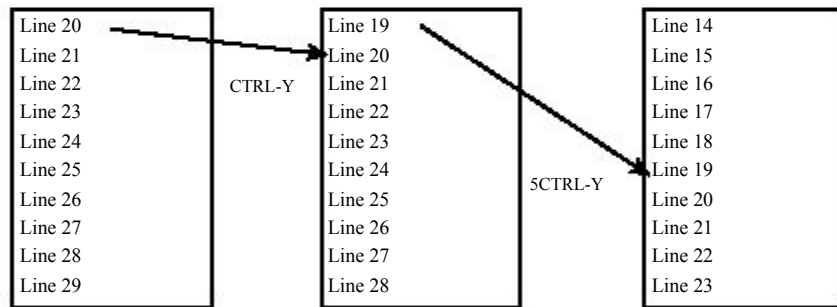 Line 20
Line 21
Line 22
Line 23
Line 24
Line 25
Line 26
Line 27
Line 28
Line 29
CTRL-Y
Line 19
Line 20
Line 21
Line 22
Line 23
Line 24
Line 25
Line 26
Line 27
Line 28
5CTRL-Y
Line 14
Line 15
Line 16
Line 17
Line 18
Line 19
Line 20
Line 21
Line 22
Line 23